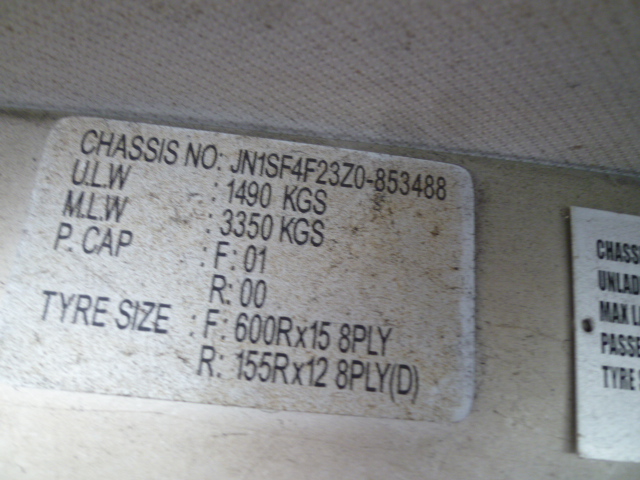 CHASSIS NO: JN1SF4F23Z0-853488
U.L.W : 1490 KGS
M.L.W : 3350 KGS
P. CAP : F: 01
R: 00
TYRE SIZE : F: 600Rx15 8PLY
R: 155Rx12 8PLY(D)
CHASS
UNLAD
MAX L
PASSE
TYRE